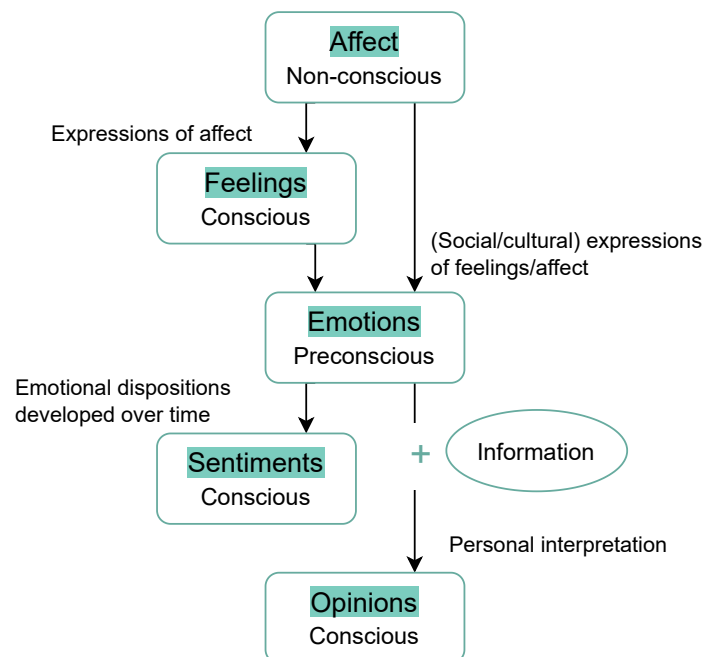 Affect
Non-conscious
Expressions of affect
Feelings
Conscious
(Social/cultural) expressions
of feelings/affect
Emotions
Preconscious
Emotional dispositions
developed over time
Sentiments
Conscious
+
Information
Personal interpretation
Opinions
Conscious